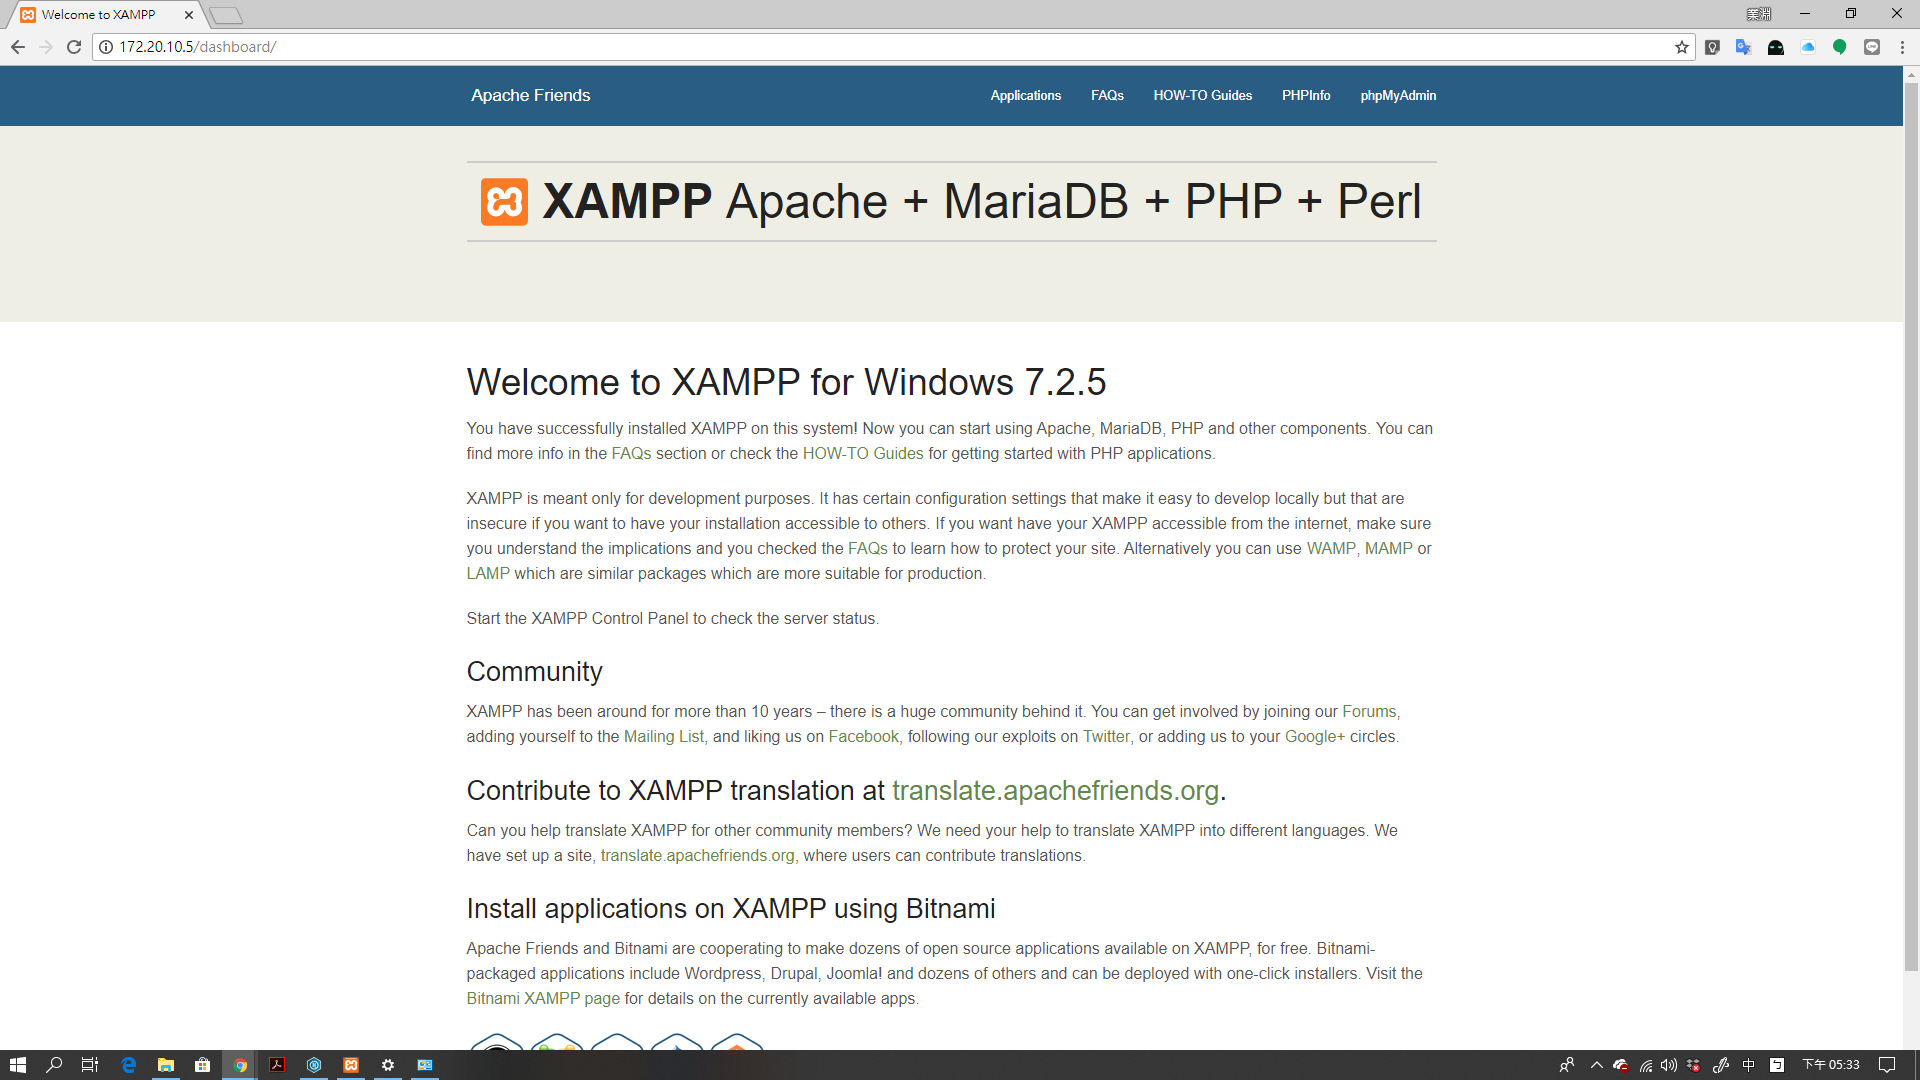 Welcome to XAMPP
172.20.10.5/dashboard/
Apache Friends
Applications
FAQs
HOW-TO Guides
PHPInfo
phpMyAdmin
XAMPP Apache + MariaDB + PHP + Perl
Welcome to XAMPP for Windows 7.2.5
You have successfully installed XAMPP on this system! Now you can start using Apache, MariaDB, PHP and other components. You can
find more info in the FAQs section or check the HOW-TO Guides for getting started with PHP applications.
XAMPP is meant only for development purposes. It has certain configuration settings that make it easy to develop locally but that are
insecure if you want to have your installation accessible to others. If you want have your XAMPP accessible from the internet, make sure
you understand the implications and you checked the FAQs to learn how to protect your site. Alternatively you can use WAMP, MAMP or
LAMP which are similar packages which are more suitable for production.
Start the XAMPP Control Panel to check the server status.
Community
XAMPP has been around for more than 10 years – there is a huge community behind it. You can get involved by joining our Forums,
adding yourself to the Mailing List, and liking us on Facebook, following our exploits on Twitter, or adding us to your Google+ circles.
Contribute to XAMPP translation at translate.apachefriends.org.
Can you help translate XAMPP for other community members? We need your help to translate XAMPP into different languages. We
have set up a site, translate.apachefriends.org, where users can contribute translations.
Install applications on XAMPP using Bitnami
Apache Friends and Bitnami are cooperating to make dozens of open source applications available on XAMPP, for free. Bitnami-
packaged applications include Wordpress, Drupal, Joomla! and dozens of others and can be deployed with one-click installers. Visit the
Bitnami XAMPP page for details on the currently available apps.
中
ㄅ
下午 05:33